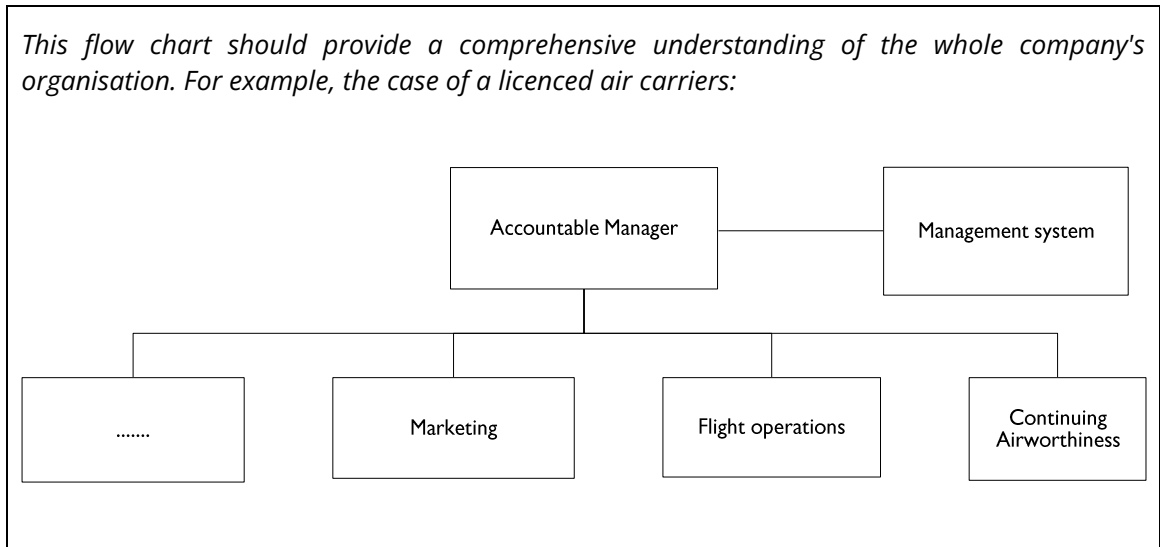 This flow chart should provide a comprehensive understanding of the whole company's
organisation. For example, the case of a licenced air carriers:
Accountable Manager
Management system
.......
Marketing
Flight operations
Continuing
Airworthiness